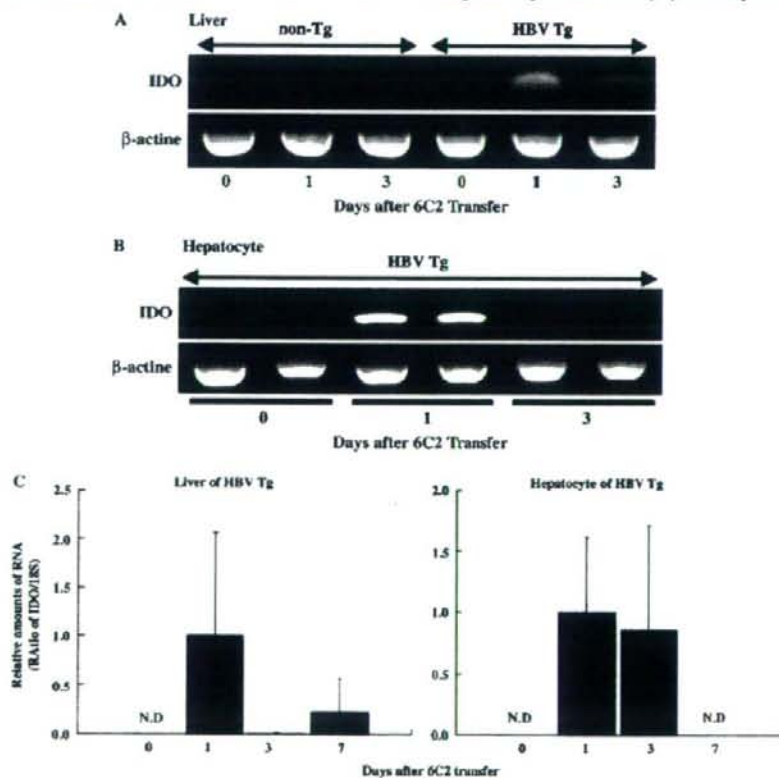 A Liver
non-Tg HBV Tg
IDO
β-actine
0 1 3 0 1 3
Days after 6C2 Transfer
B Hepatocyte
HBV Tg
IDO
β-actine
0 1 3
Days after 6C2 Transfer
C
Liver of HBV Tg
Relative amounts of RNA
(RAtio of IDO/18S)
2.5
2.0
1.5
1.0
0.5
0.0
N.D
0 1 3 7
Hepatocyte of HBV Tg
2.0
1.5
1.0
0.5
0.0
N.D N.D
0 1 3 7
Days after 6C2 transfer